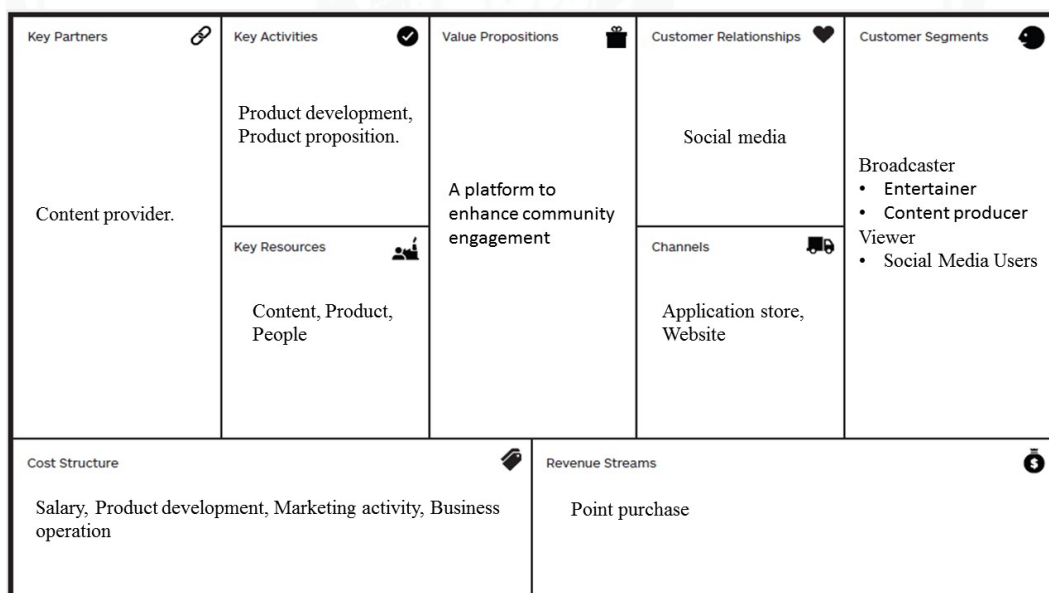 Key Partners
Content provider.
Key Activities
Product development,
Product proposition.
Key Resources
Content, Product,
People
Value Propositions
A platform to
enhance community
engagement
Customer Relationships
Social media
Channels
Application store,
Website
Customer Segments
Broadcaster
• Entertainer
• Content producer
Viewer
• Social Media Users
Cost Structure
Salary, Product development, Marketing activity, Business
operation
Revenue Streams
$
Point purchase